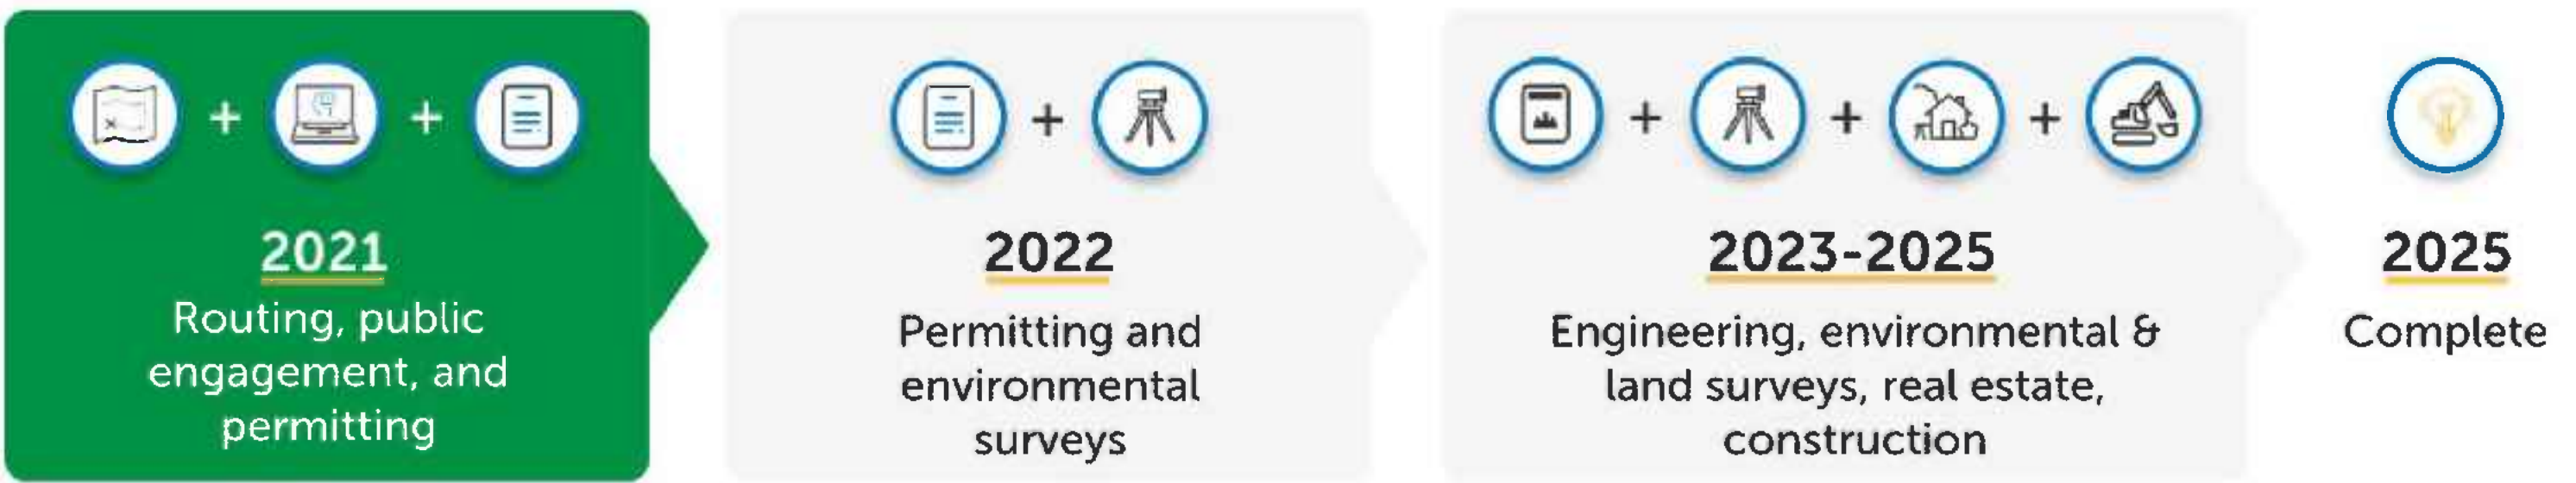 + +
2021
Routing, public
engagement, and
permitting
+
2022
Permitting and
environmental
surveys
+ + +
2023-2025
Engineering, environmental &
land surveys, real estate,
construction
2025
Complete